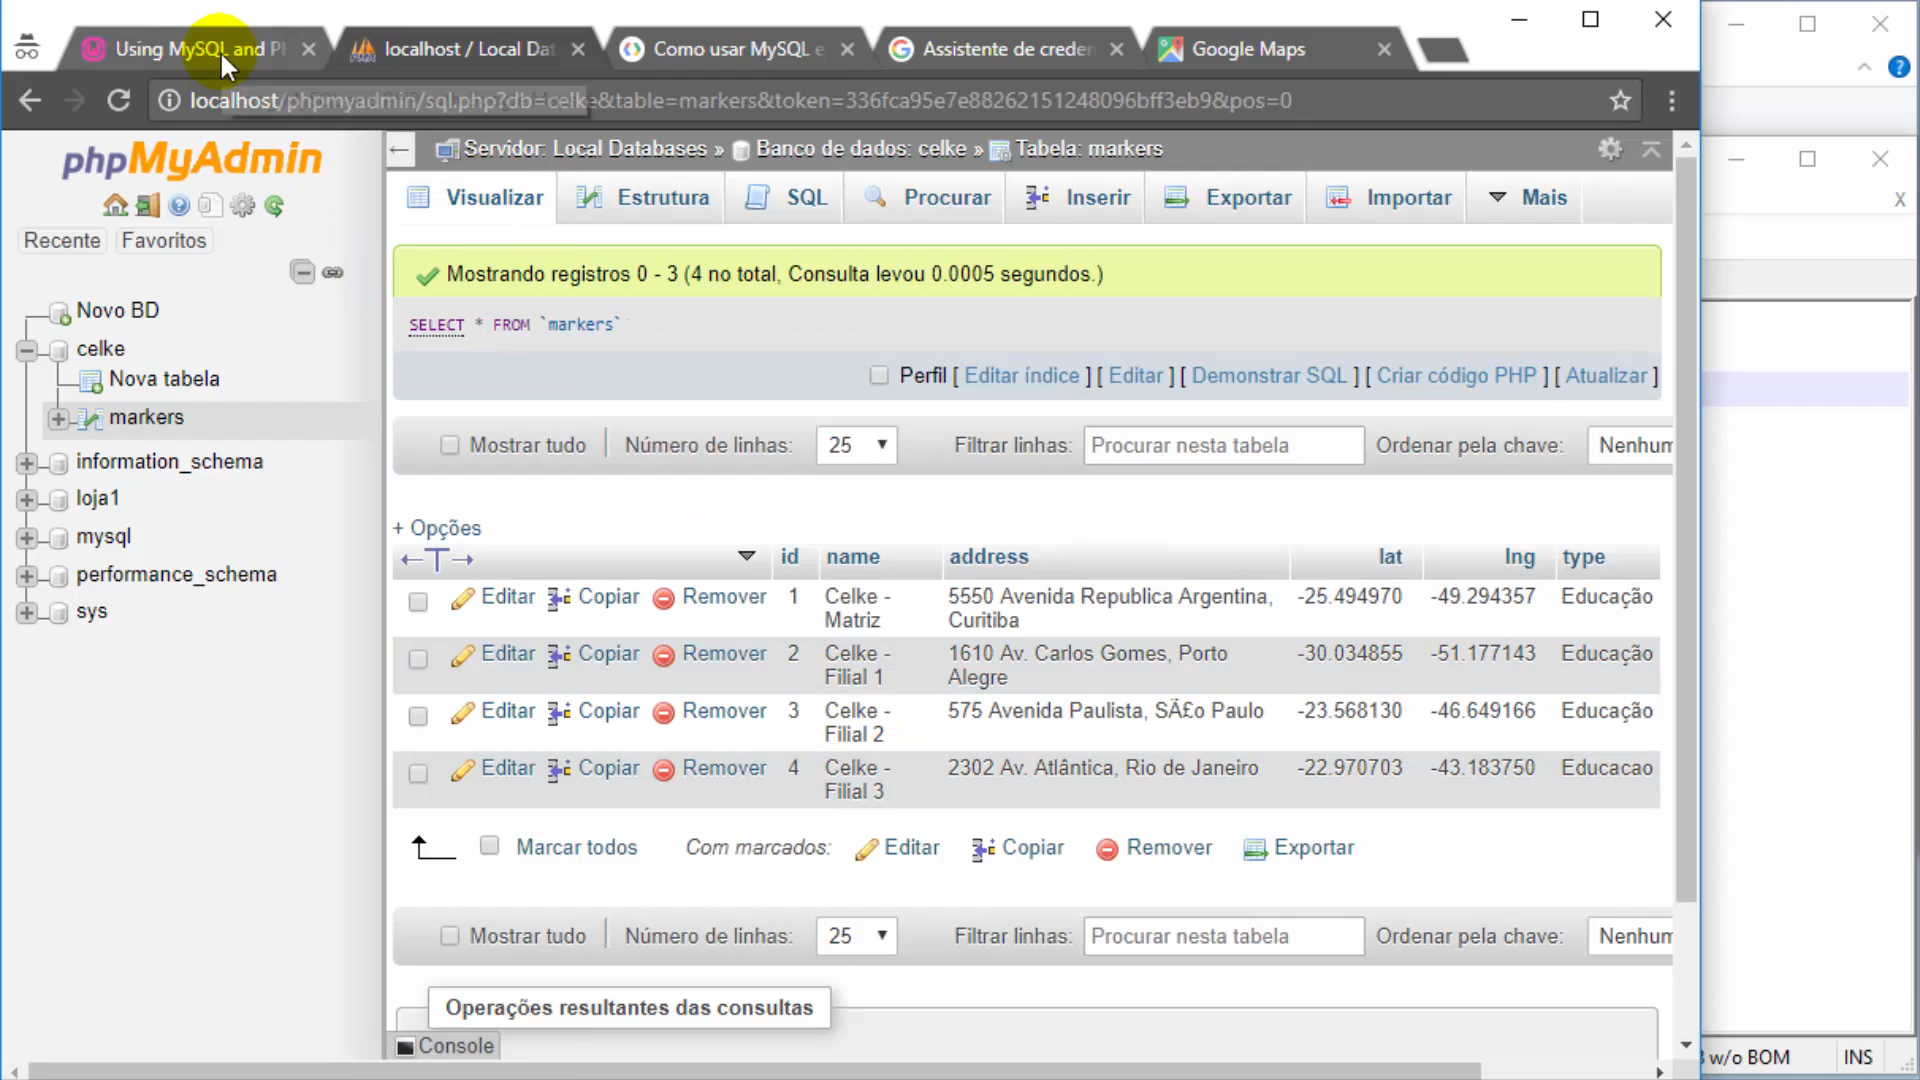 Using MySQL and PH
localhost / Local Dat
Como usar MySQL e
Assistente de creden
Google Maps
localhost/phpmyadmin/sql.php?db=celke&table=markers&token=336fca95e7e88262151248096bff3eb9&pos=0
phpMyAdmin
Recente Favoritos
Novo BD
celke
Nova tabela
markers
information_schema
loja1
mysql
performance_schema
sys
Servidor: Local Databases » Banco de dados: celke » Tabela: markers
Visualizar Estrutura SQL Procurar Inserir Exportar Importar Mais
Mostrando registros 0 - 3 (4 no total, Consulta levou 0.0005 segundos.)
SELECT * FROM `markers`
Perfil [ Editar índice ] [ Editar ] [ Demonstrar SQL ] [ Criar código PHP ] [ Atualizar ]
Mostrar tudo Número de linhas: 25 Filtrar linhas: Procurar nesta tabela Ordenar pela chave: Nenhum
+ Opções
←T→ id name address lat lng type
Editar Copiar Remover 1 Celke - Matriz 5550 Avenida Republica Argentina, Curitiba -25.494970 -49.294357 Educação
Editar Copiar Remover 2 Celke - Filial 1 1610 Av. Carlos Gomes, Porto Alegre -30.034855 -51.177143 Educação
Editar Copiar Remover 3 Celke - Filial 2 575 Avenida Paulista, SÃ£o Paulo -23.568130 -46.649166 Educação
Editar Copiar Remover 4 Celke - Filial 3 2302 Av. Atlântica, Rio de Janeiro -22.970703 -43.183750 Educacao
Marcar todos Com marcados: Editar Copiar Remover Exportar
Mostrar tudo Número de linhas: 25 Filtrar linhas: Procurar nesta tabela Ordenar pela chave: Nenhum
Operações resultantes das consultas
Console
w/o BOM INS